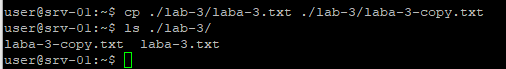 user@srv-01:~$ cp ./lab-3/laba-3.txt ./lab-3/laba-3-copy.txt
user@srv-01:~$ ls ./lab-3/
laba-3-copy.txt  laba-3.txt
user@srv-01:~$